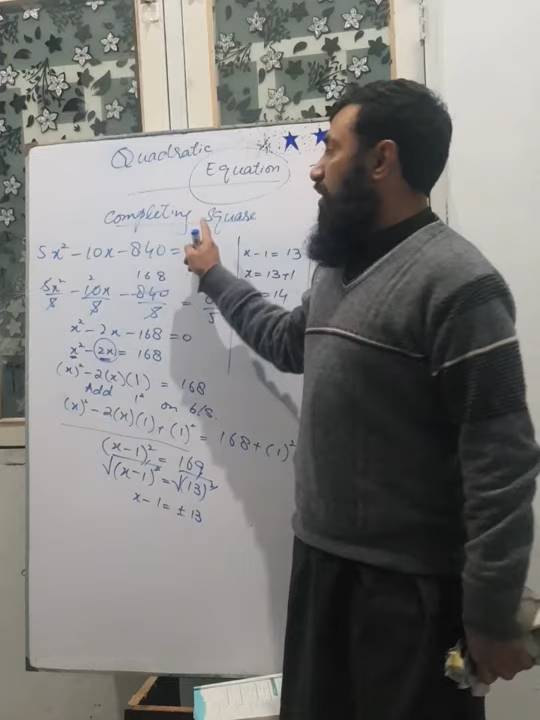 Quadratic
Equation
Completing Square
5x² - 10x - 840 =
168
5x²/5 - 10x/5 - 840/5 = 0/5
2
x² - 2x - 168 = 0
x² - 2x = 168
(x)² - 2(x)(1) = 168
Add 1² on b/s.
(x)² - 2(x)(1) + (1)² = 168 + (1)²
(x-1)² = 169
√(x-1)² = √(13)²
x - 1 = ± 13
x - 1 = 13
x = 13+1
= 14